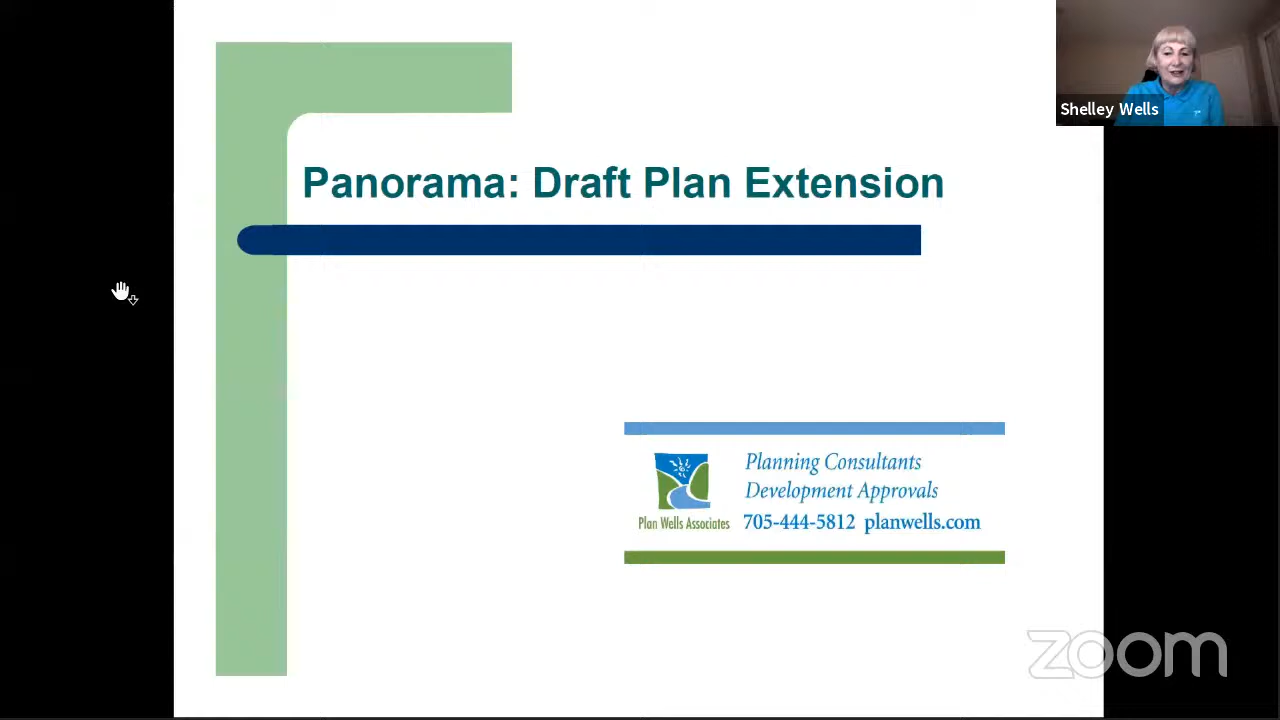 Shelley Wells
Panorama: Draft Plan Extension
Planning Consultants
Development Approvals
Plan Wells Associates
705-444-5812 planwells.com
zoom